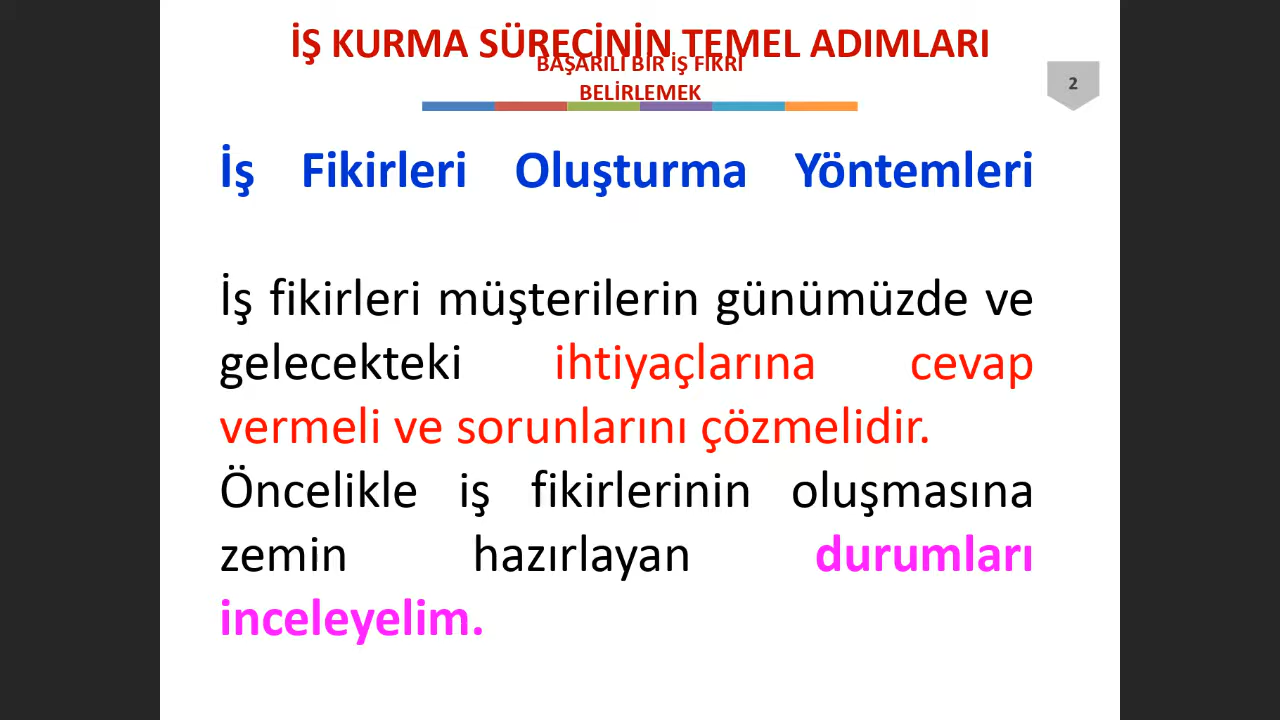 İŞ KURMA SÜRECİNİN TEMEL ADIMLARI
BAŞARILI BİR İŞ FİKRİ
BELİRLEMEK
2
İş Fikirleri Oluşturma Yöntemleri
İş fikirleri müşterilerin günümüzde ve
gelecekteki ihtiyaçlarına cevap
vermeli ve sorunlarını çözmelidir.
Öncelikle iş fikirlerinin oluşmasına
zemin hazırlayan durumları
inceleyelim.